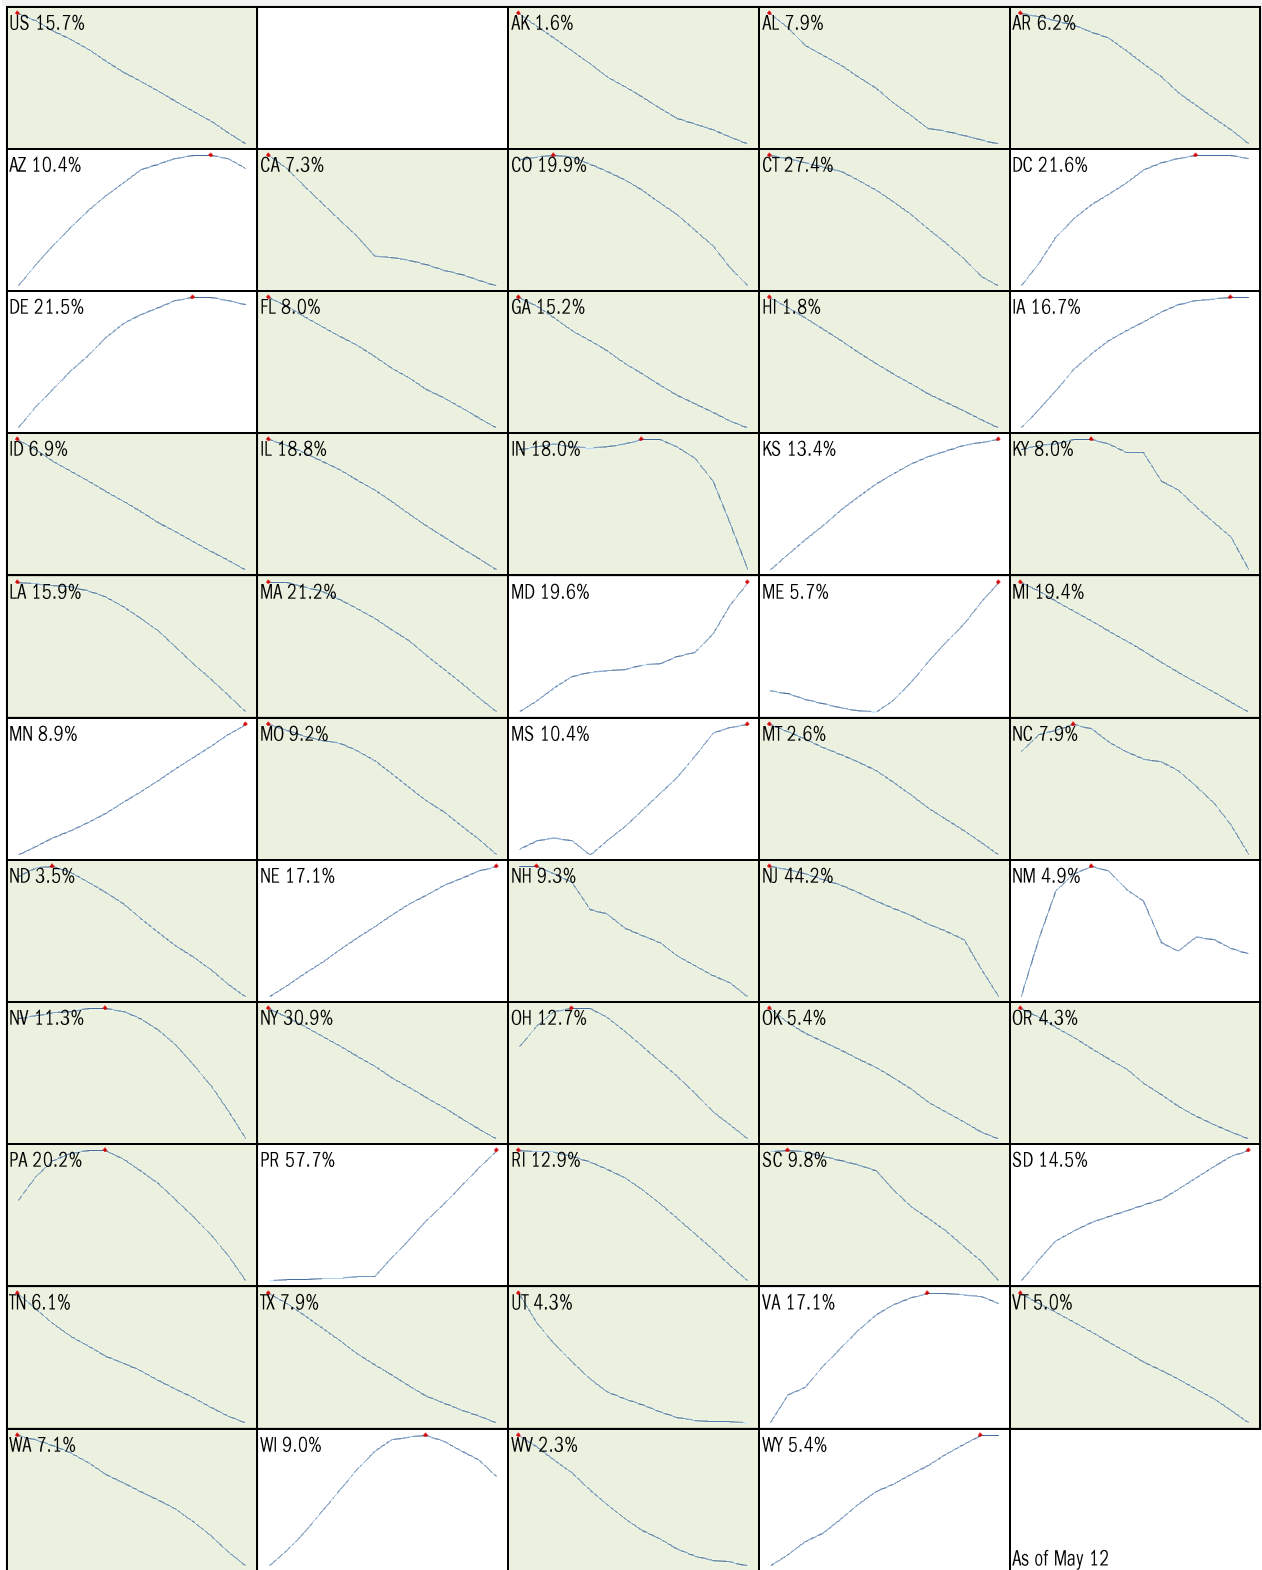 US 15.7%
AK 1.6%
AL 7.9%
AR 6.2%
AZ 10.4%
CA 7.3%
CO 19.9%
CT 27.4%
DC 21.6%
DE 21.5%
FL 8.0%
GA 15.2%
HI 1.8%
IA 16.7%
ID 6.9%
IL 18.8%
IN 18.0%
KS 13.4%
KY 8.0%
LA 15.9%
MA 21.2%
MD 19.6%
ME 5.7%
MI 19.4%
MN 8.9%
MO 9.2%
MS 10.4%
MT 2.6%
NC 7.9%
ND 3.5%
NE 17.1%
NH 9.3%
NJ 44.2%
NM 4.9%
NV 11.3%
NY 30.9%
OH 12.7%
OK 5.4%
OR 4.3%
PA 20.2%
PR 57.7%
RI 12.9%
SC 9.8%
SD 14.5%
TN 6.1%
TX 7.9%
UT 4.3%
VA 17.1%
VT 5.0%
WA 7.1%
WI 9.0%
WV 2.3%
WY 5.4%
As of May 12